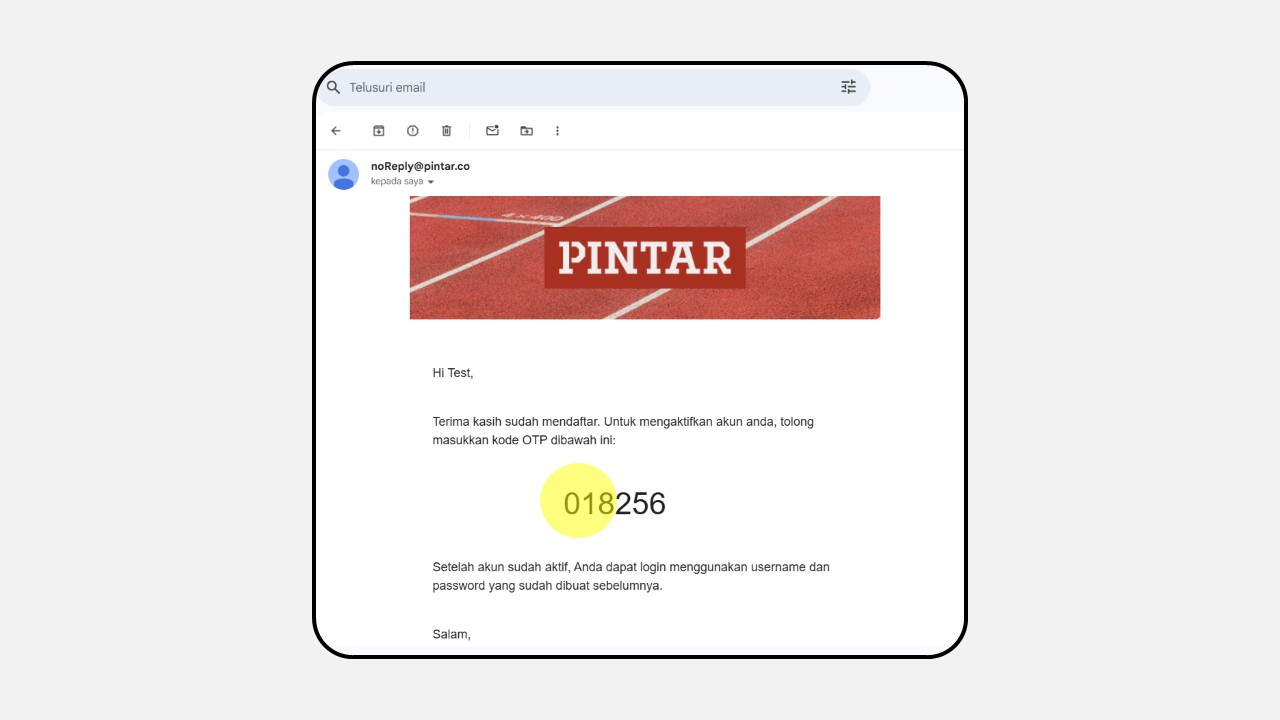 Telusuri email
noReply@pintar.co
kepada saya
4 x 400
PINTAR
Hi Test,
Terima kasih sudah mendaftar. Untuk mengaktifkan akun anda, tolong
masukkan kode OTP dibawah ini:
018256
Setelah akun sudah aktif, Anda dapat login menggunakan username dan
password yang sudah dibuat sebelumnya.
Salam,